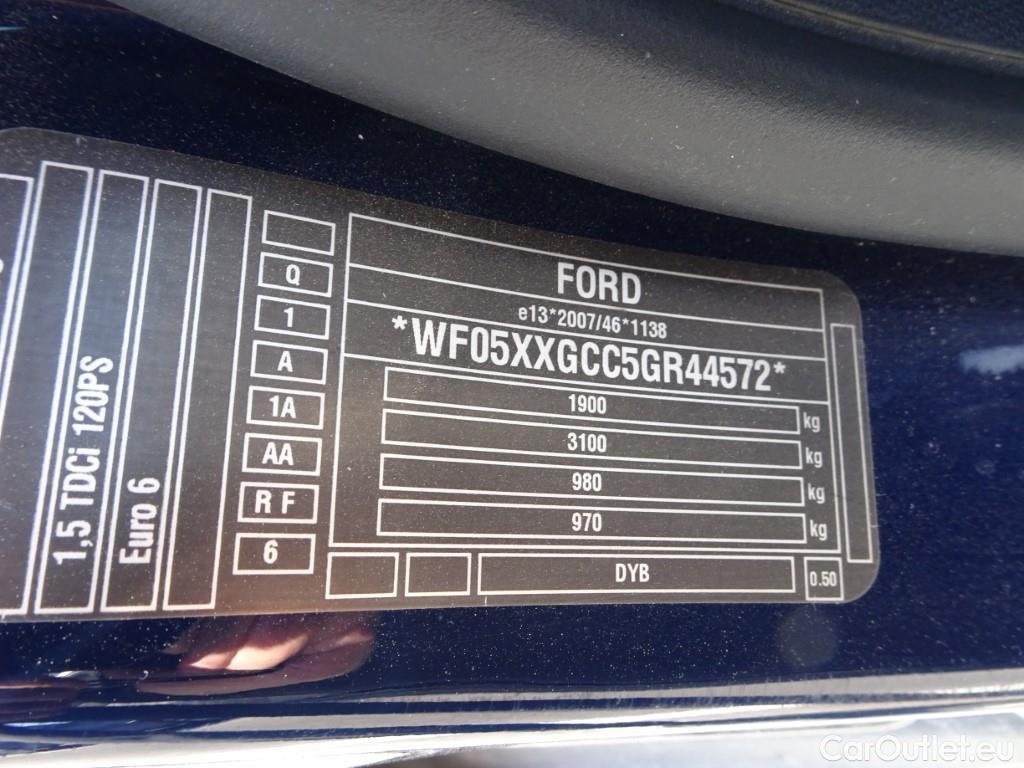 FORD
e13*2007/46*1138
*WF05XXGCC5GR44572*
1900 kg
3100 kg
980 kg
970 kg
DYB
0.50
Q
1
A
1A
AA
R F
6
1,5 TDCi 120PS
Euro 6
CarOutlet.eu